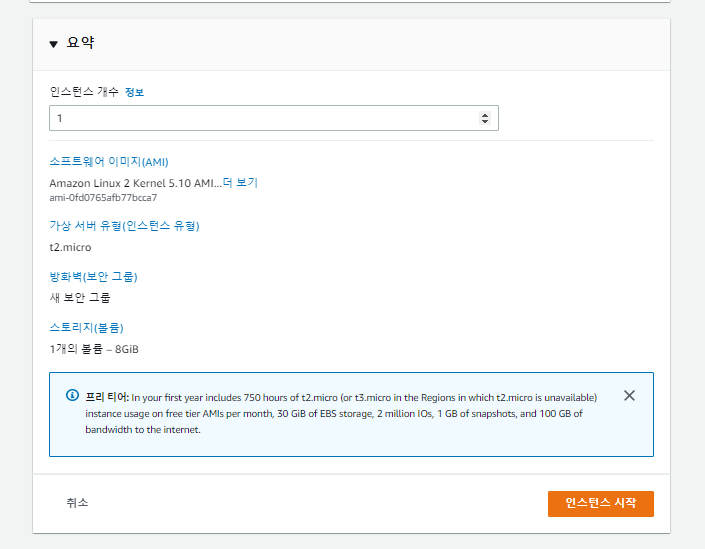 ▼ 요약
인스턴스 개수 정보
1
소프트웨어 이미지(AMI)
Amazon Linux 2 Kernel 5.10 AMI...더 보기
ami-0fd0765afb77bcca7
가상 서버 유형(인스턴스 유형)
t2.micro
방화벽(보안 그룹)
새 보안 그룹
스토리지(볼륨)
1개의 볼륨 – 8GiB
프리 티어: In your first year includes 750 hours of t2.micro (or t3.micro in the Regions in which t2.micro is unavailable)
instance usage on free tier AMIs per month, 30 GiB of EBS storage, 2 million IOs, 1 GB of snapshots, and 100 GB of
bandwidth to the internet.
취소
인스턴스 시작